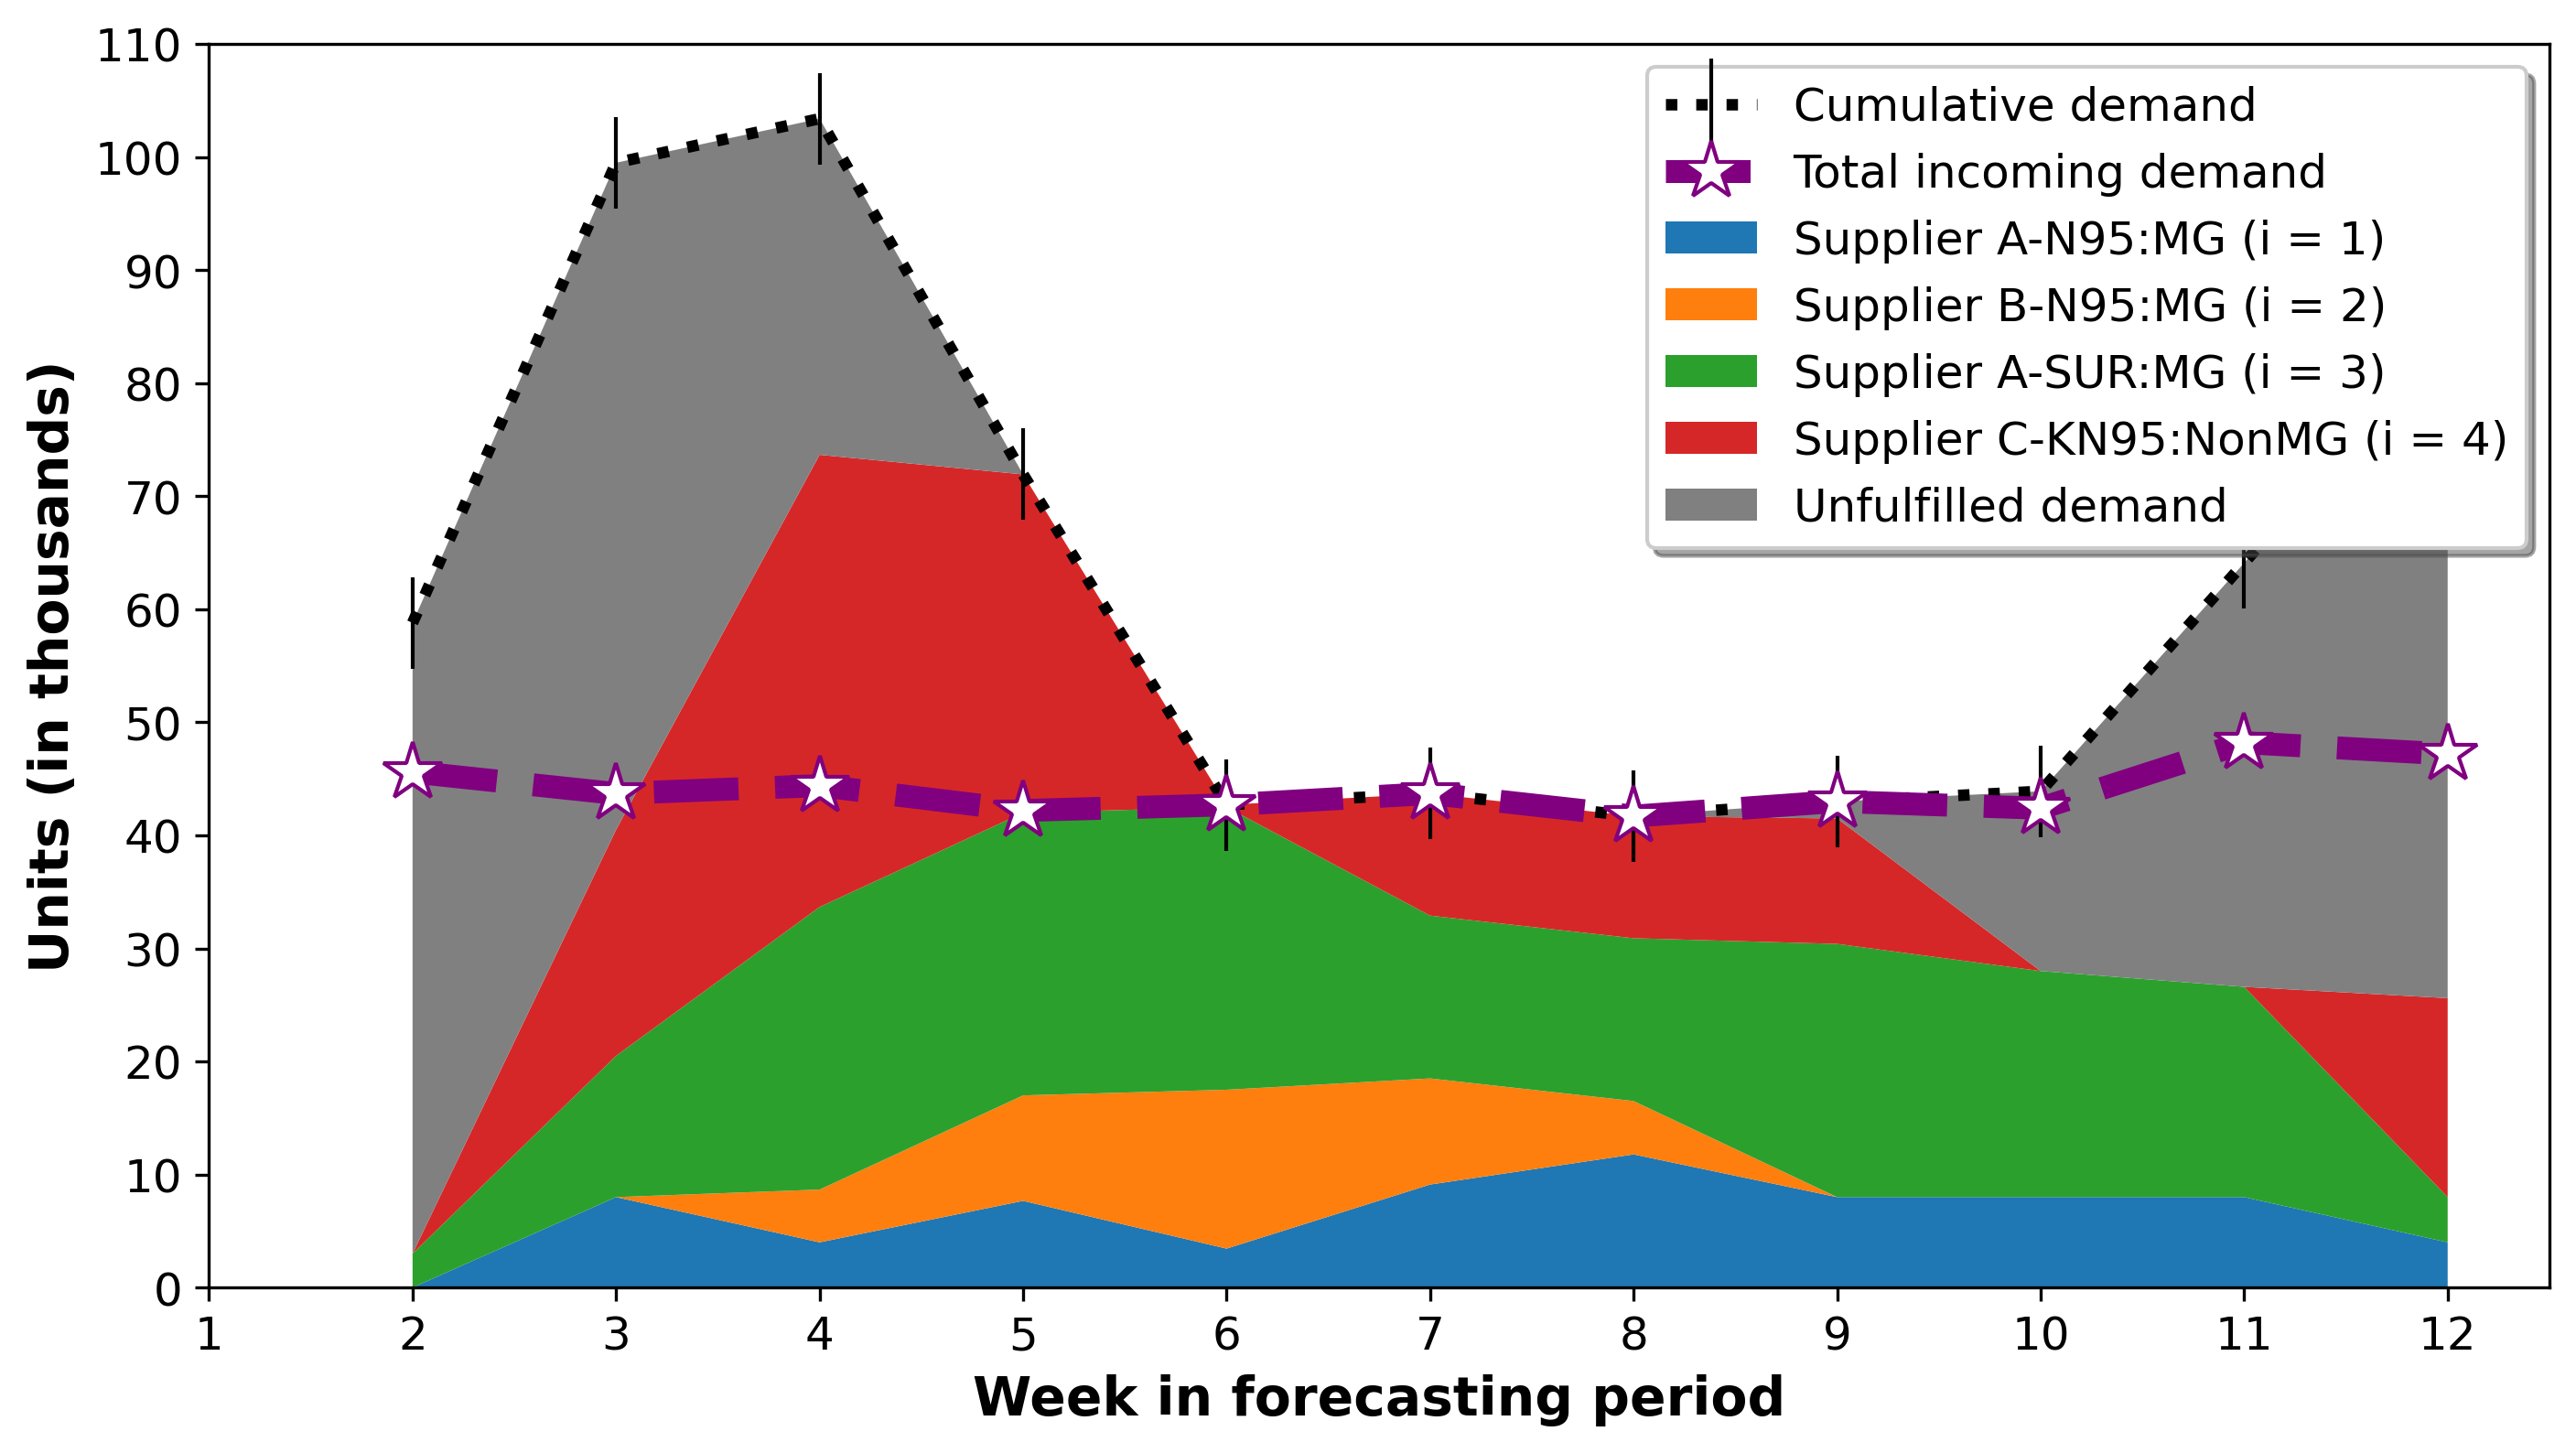 110
100
90
80
70
60
50
40
30
20
10
0
Units (in thousands)
Cumulative demand
Total incoming demand
Supplier A-N95:MG (i = 1)
Supplier B-N95:MG (i = 2)
Supplier A-SUR:MG (i = 3)
Supplier C-KN95:NonMG (i = 4)
Unfulfilled demand
1 2 3 4 5 6 7 8 9 10 11 12
Week in forecasting period